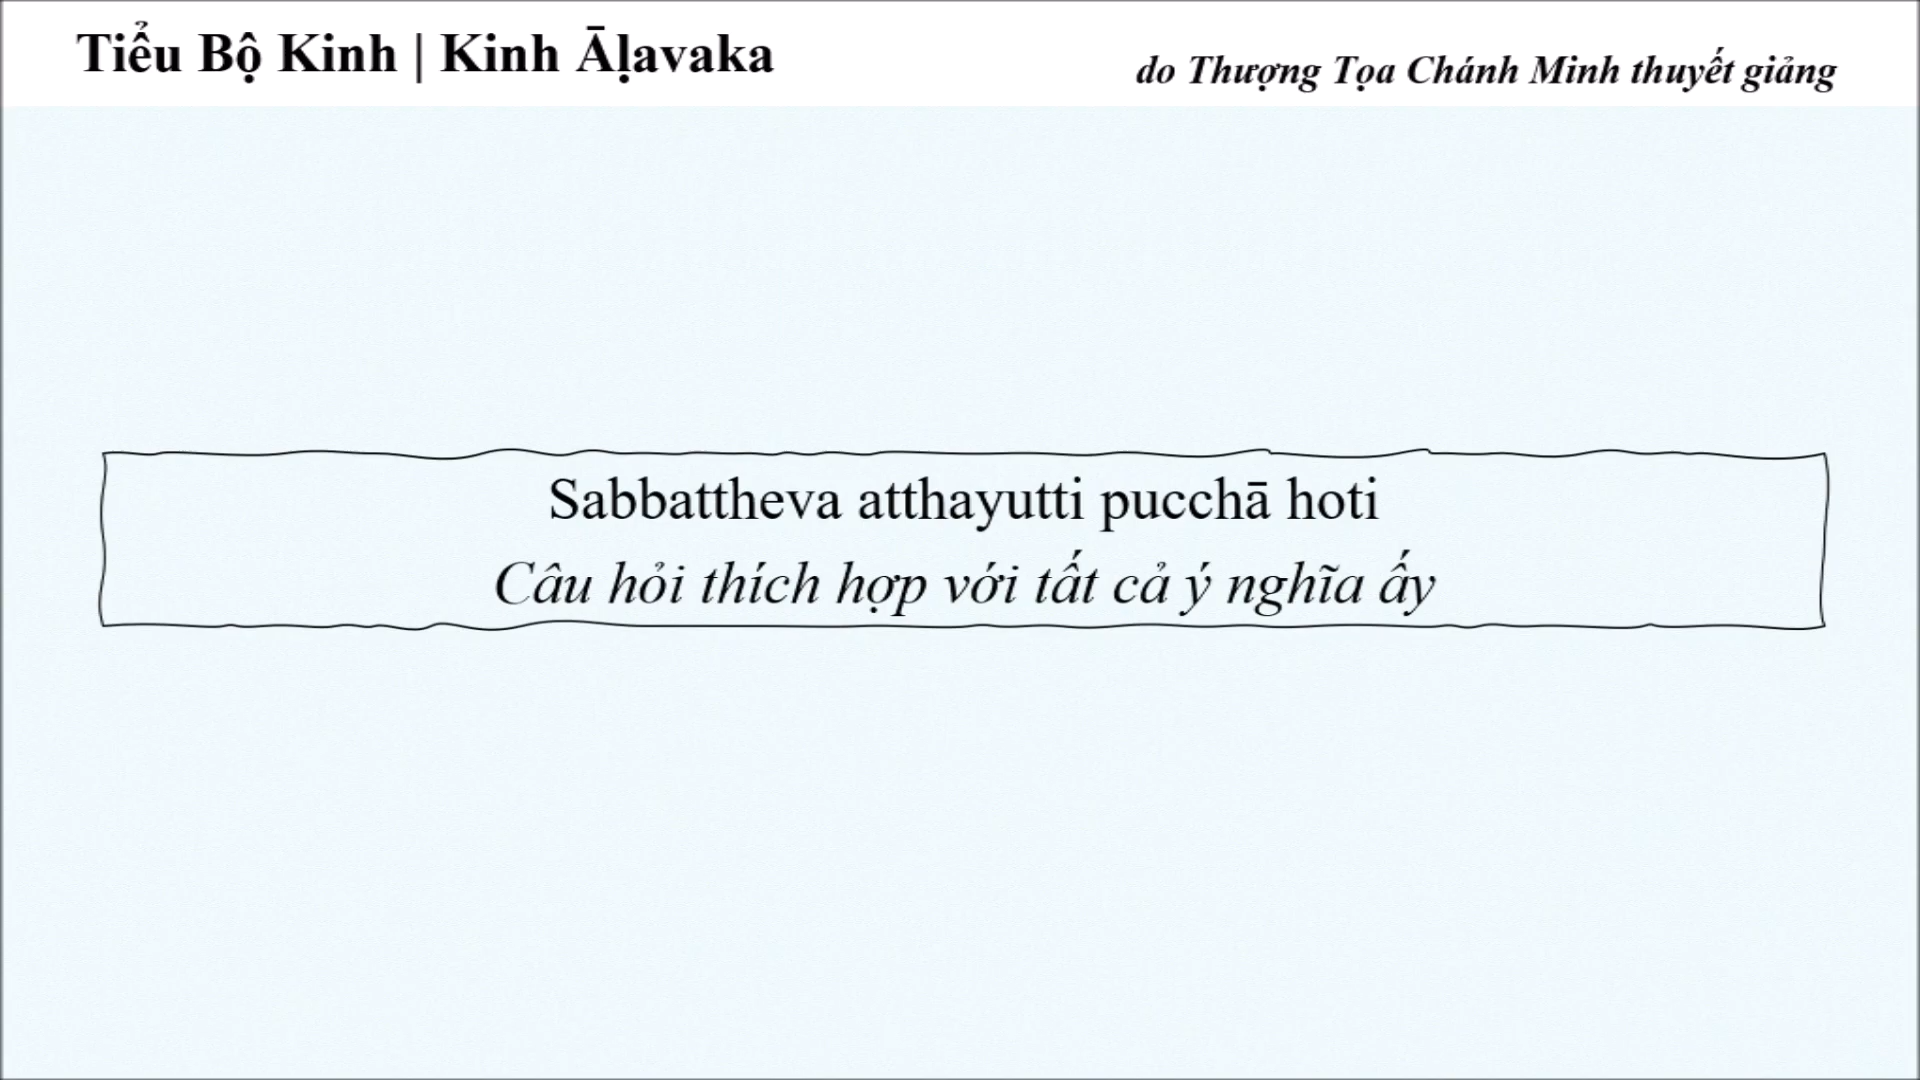 Tiểu Bộ Kinh | Kinh Āḷavaka
do Thượng Tọa Chánh Minh thuyết giảng
Sabbattheva atthayutti pucchā hoti
Câu hỏi thích hợp với tất cả ý nghĩa ấy